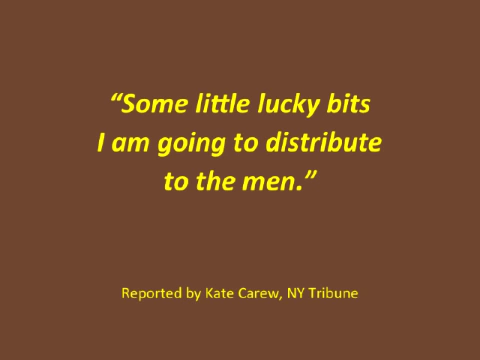 “Some little lucky bits
I am going to distribute
to the men.”
Reported by Kate Carew, NY Tribune